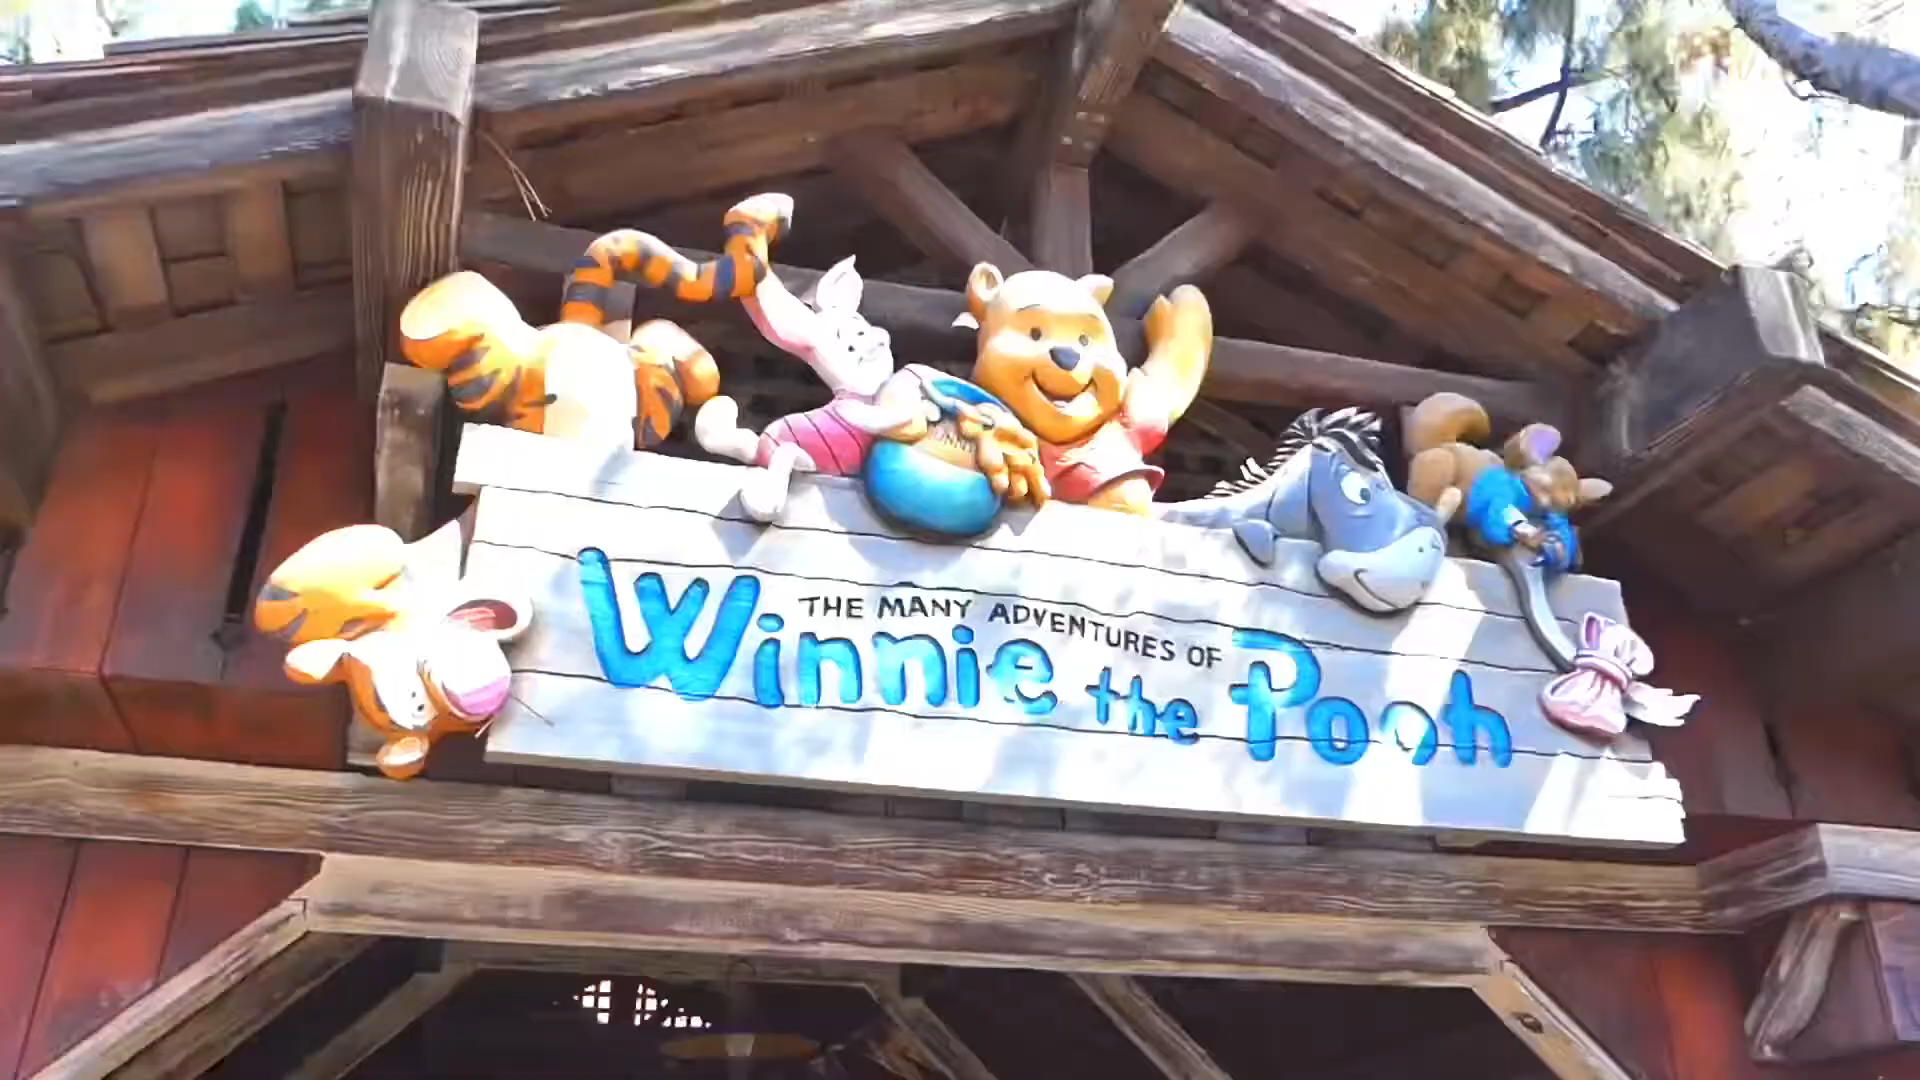 THE MANY ADVENTURES OF
Winnie the Pooh